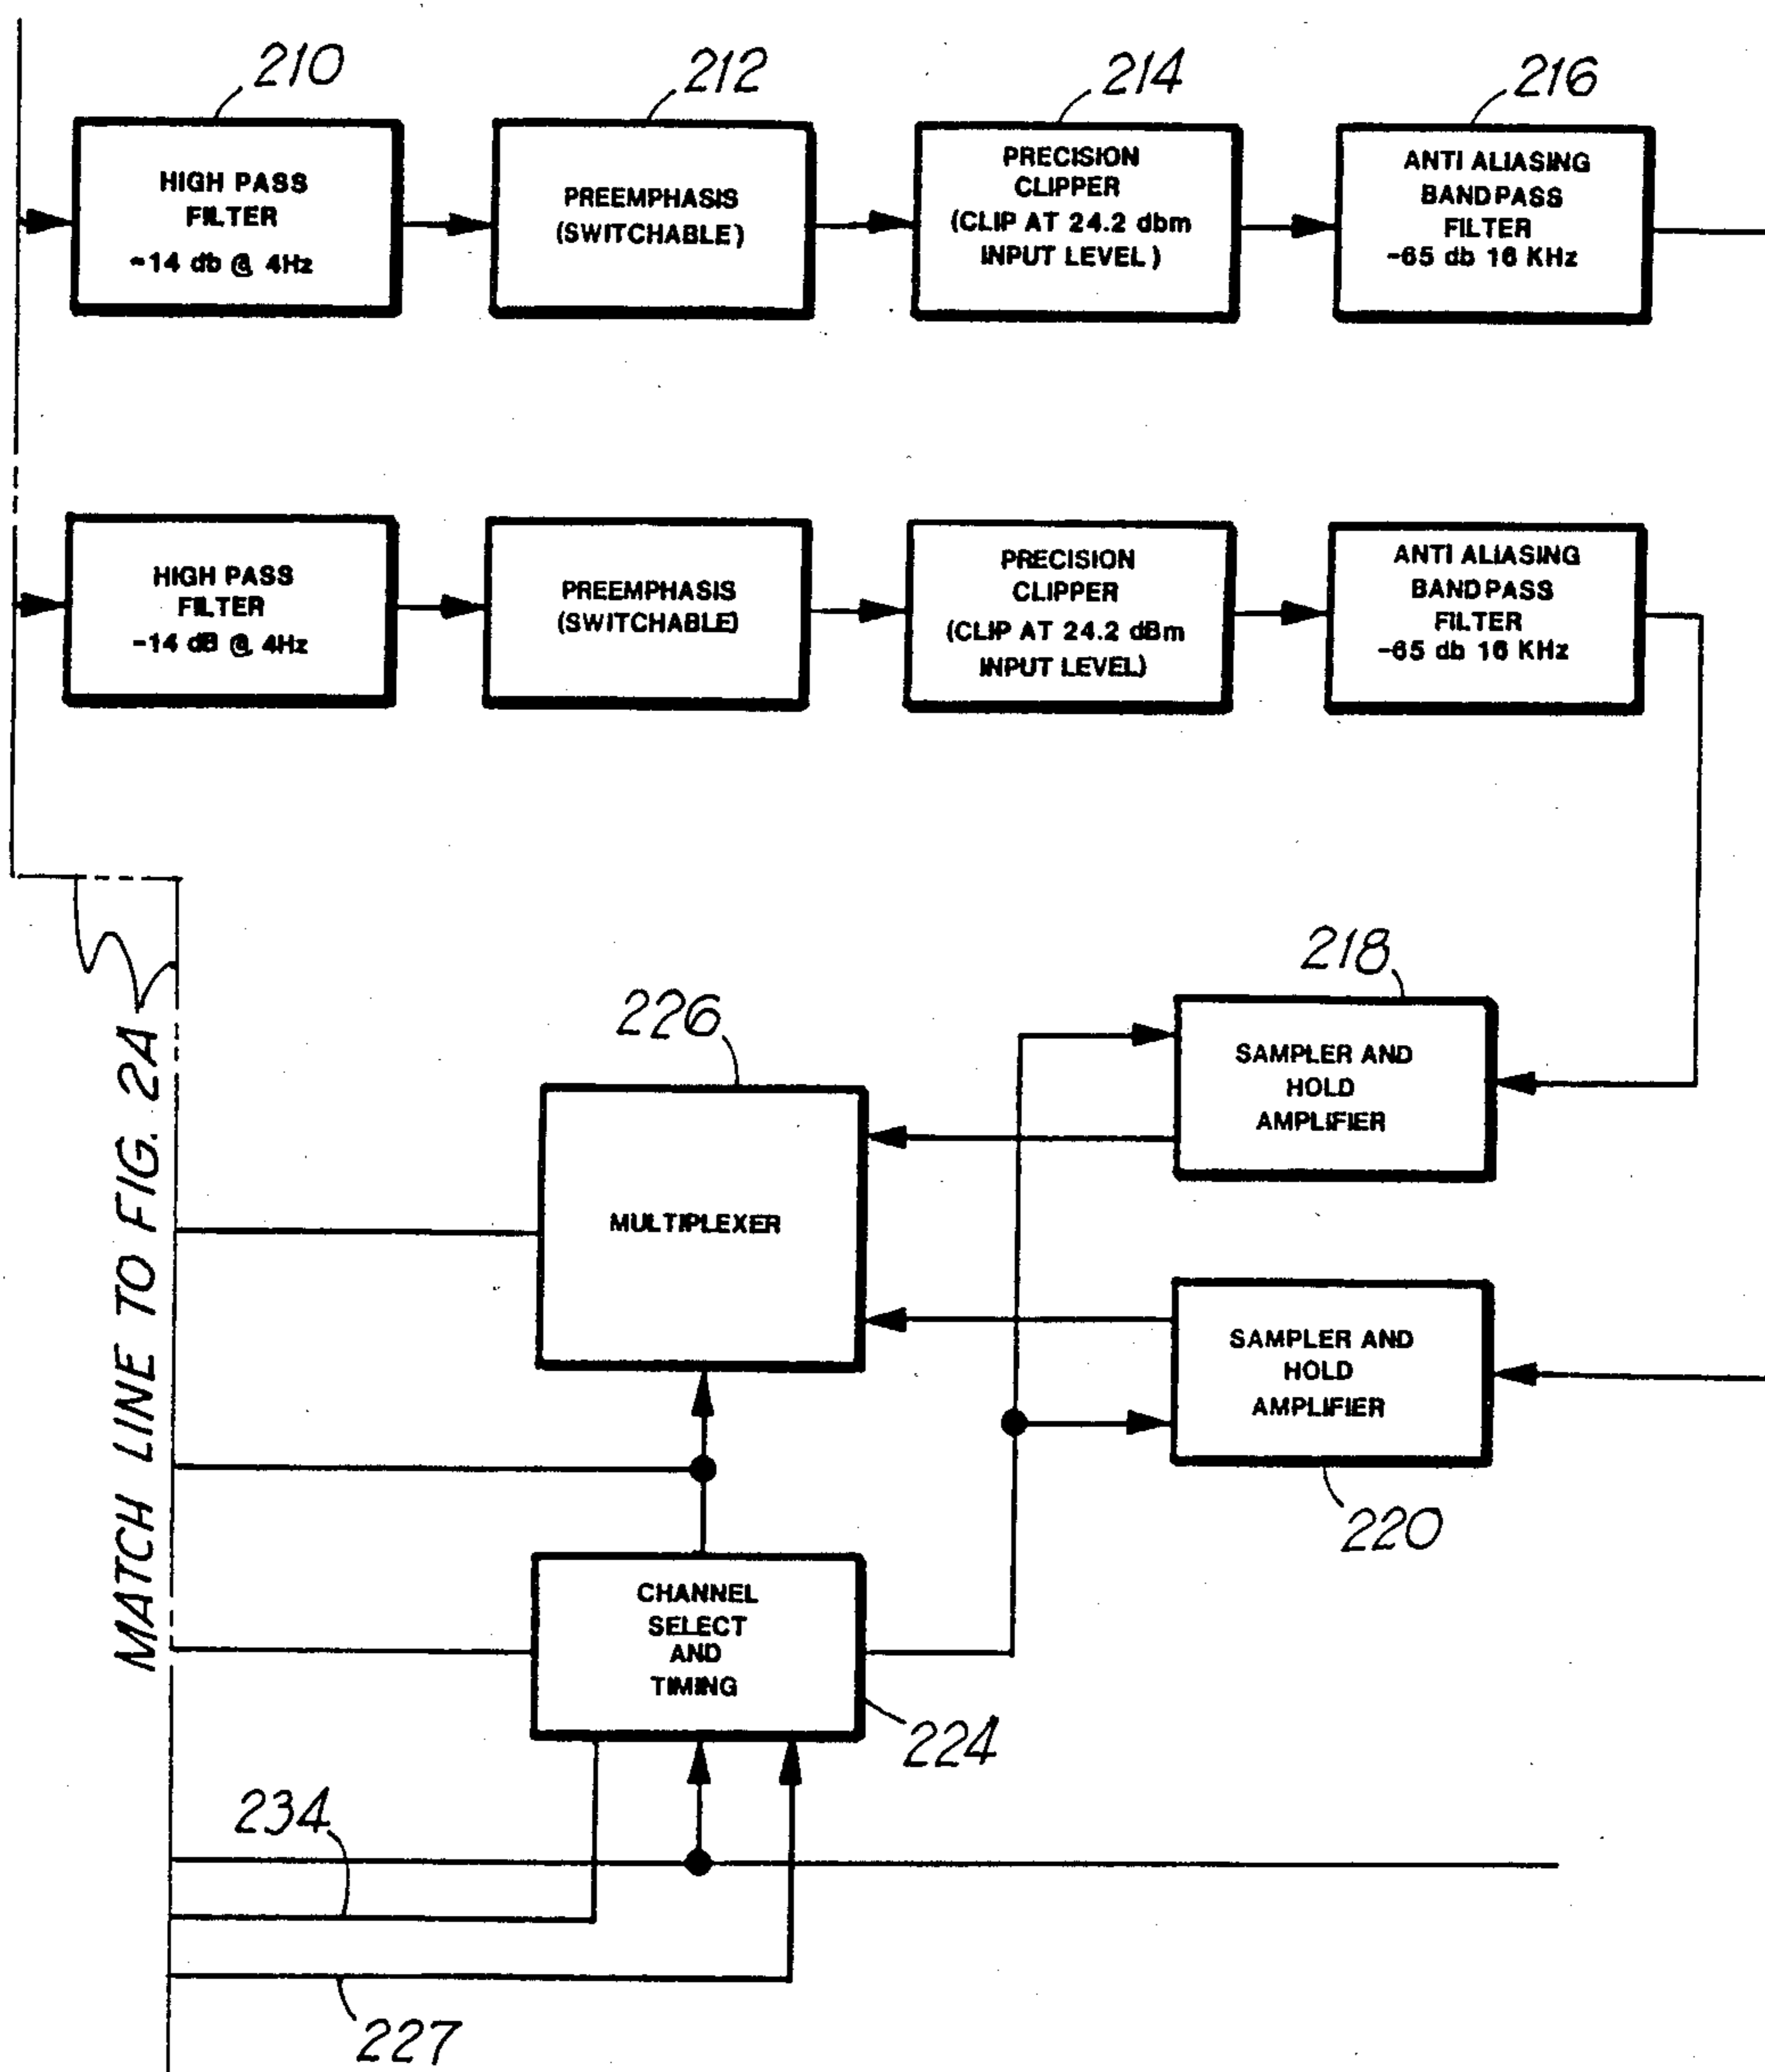 210
212
214
216
HIGH PASS
FILTER
-14 db @ 4Hz
PREEMPHASIS
(SWITCHABLE)
PRECISION
CLIPPER
(CLIP AT 24.2 dbm
INPUT LEVEL)
ANTI ALIASING
BANDPASS
FILTER
-65 db 16 KHz
HIGH PASS
FILTER
-14 dB @ 4Hz
PREEMPHASIS
(SWITCHABLE)
PRECISION
CLIPPER
(CLIP AT 24.2 dBm
INPUT LEVEL)
ANTI ALIASING
BANDPASS
FILTER
-65 db 16 KHz
MATCH LINE TO FIG. 2A
226
MULTIPLEXER
218
SAMPLER AND
HOLD
AMPLIFIER
SAMPLER AND
HOLD
AMPLIFIER
220
CHANNEL
SELECT
AND
TIMING
224
234
227